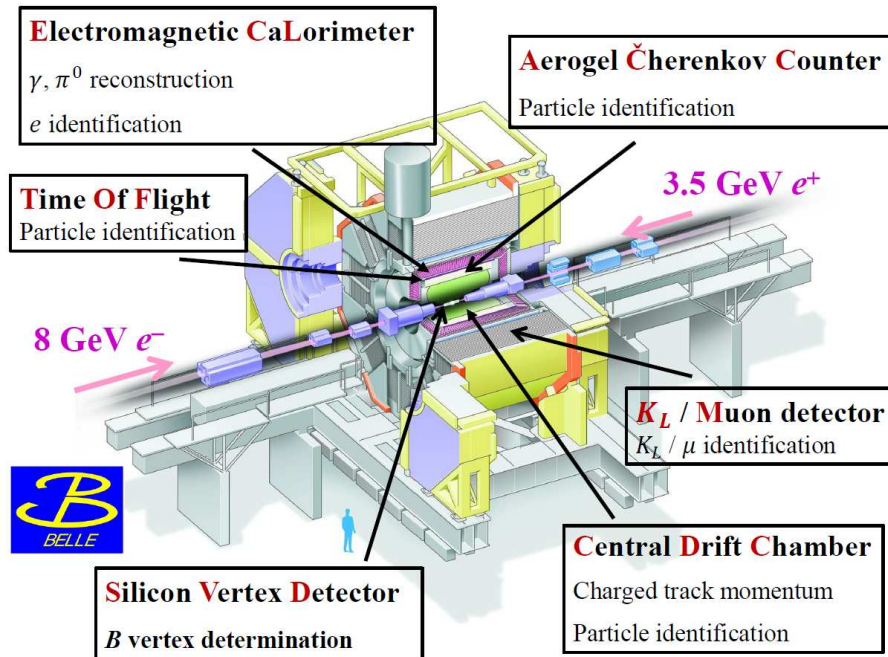 Electromagnetic CaLorimeter
γ, π⁰ reconstruction
e identification
Aerogel Čherenkov Counter
Particle identification
Time Of Flight
Particle identification
3.5 GeV e⁺
8 GeV e⁻
K_L / Muon detector
K_L / μ identification
B
BELLE
Central Drift Chamber
Charged track momentum
Particle identification
Silicon Vertex Detector
B vertex determination